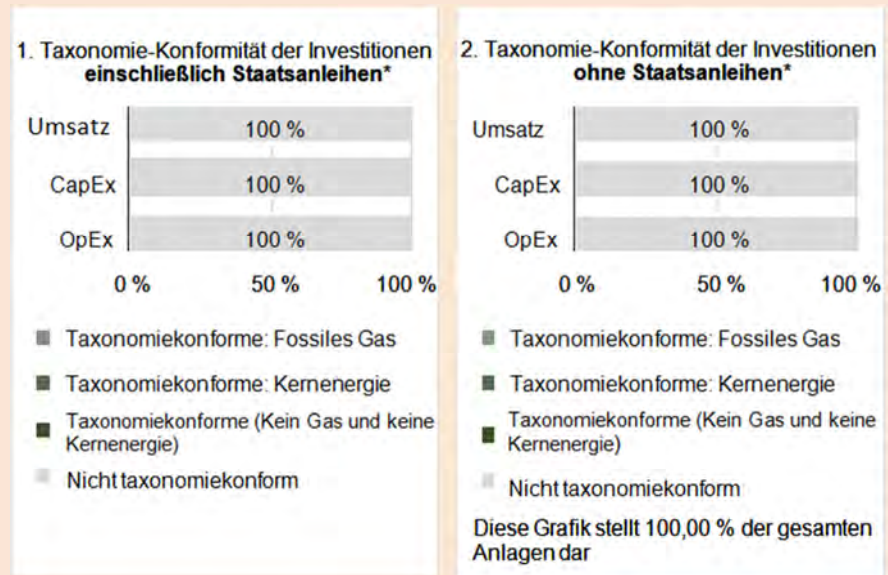 1. Taxonomie-Konformität der Investitionen
einschließlich Staatsanleihen*
Umsatz 100 %
CapEx 100 %
OpEx 100 %
0 % 50 % 100 %
Taxonomiekonforme: Fossiles Gas
Taxonomiekonforme: Kernenergie
Taxonomiekonforme (Kein Gas und keine
Kernenergie)
Nicht taxonomiekonform
2. Taxonomie-Konformität der Investitionen
ohne Staatsanleihen*
Umsatz 100 %
CapEx 100 %
OpEx 100 %
0 % 50 % 100 %
Taxonomiekonforme: Fossiles Gas
Taxonomiekonforme: Kernenergie
Taxonomiekonforme (Kein Gas und keine
Kernenergie)
Nicht taxonomiekonform
Diese Grafik stellt 100,00 % der gesamten
Anlagen dar